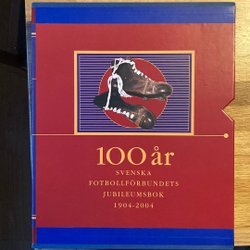 100 år
SVENSKA
FOTBOLLFÖRBUNDETS
JUBILEUMSBOK
1904-2004